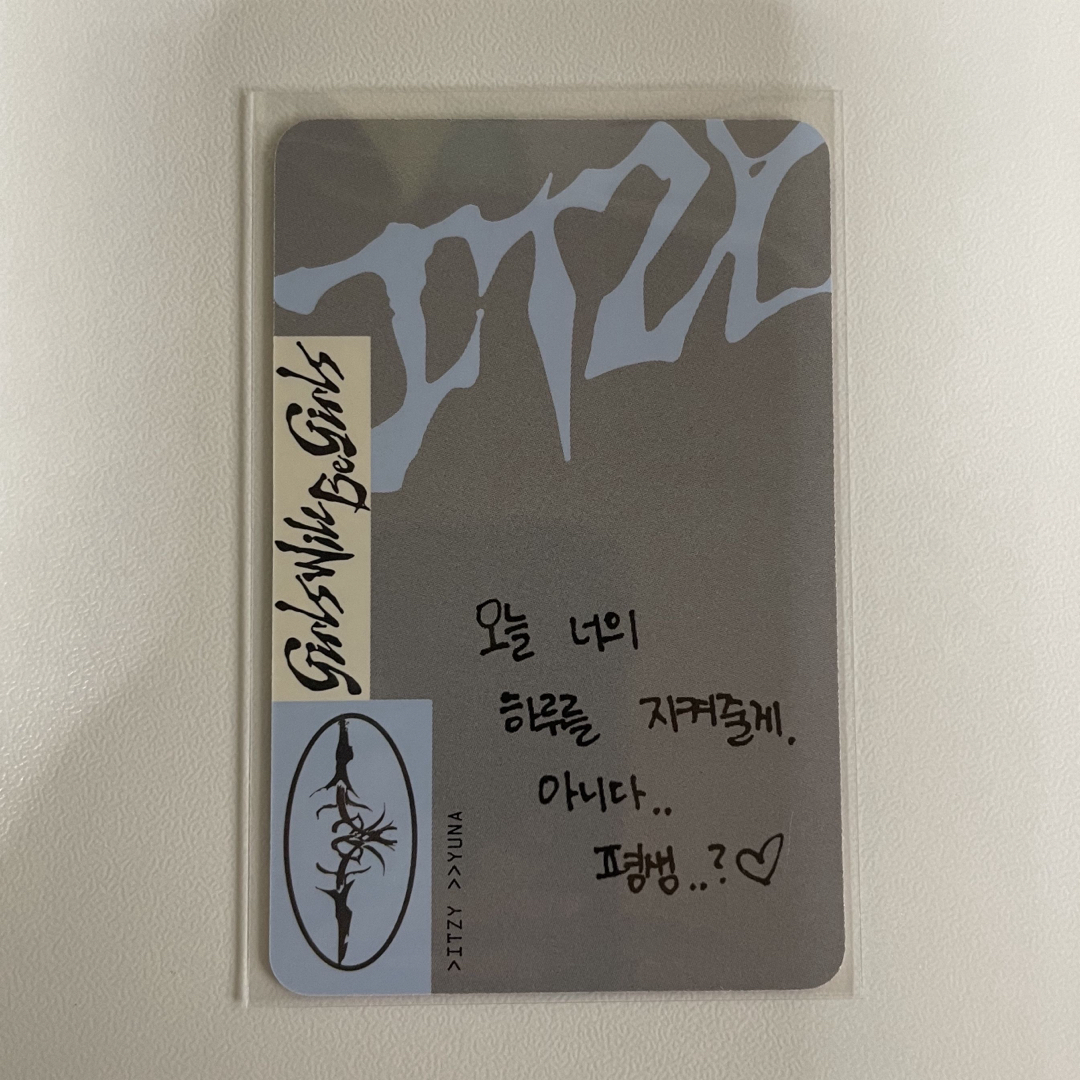 ITZY
Girls Will Be Girls
>ITZY >>YUNA
오늘 너의
하루를 지켜줄게.
아니다..
평생..?♡